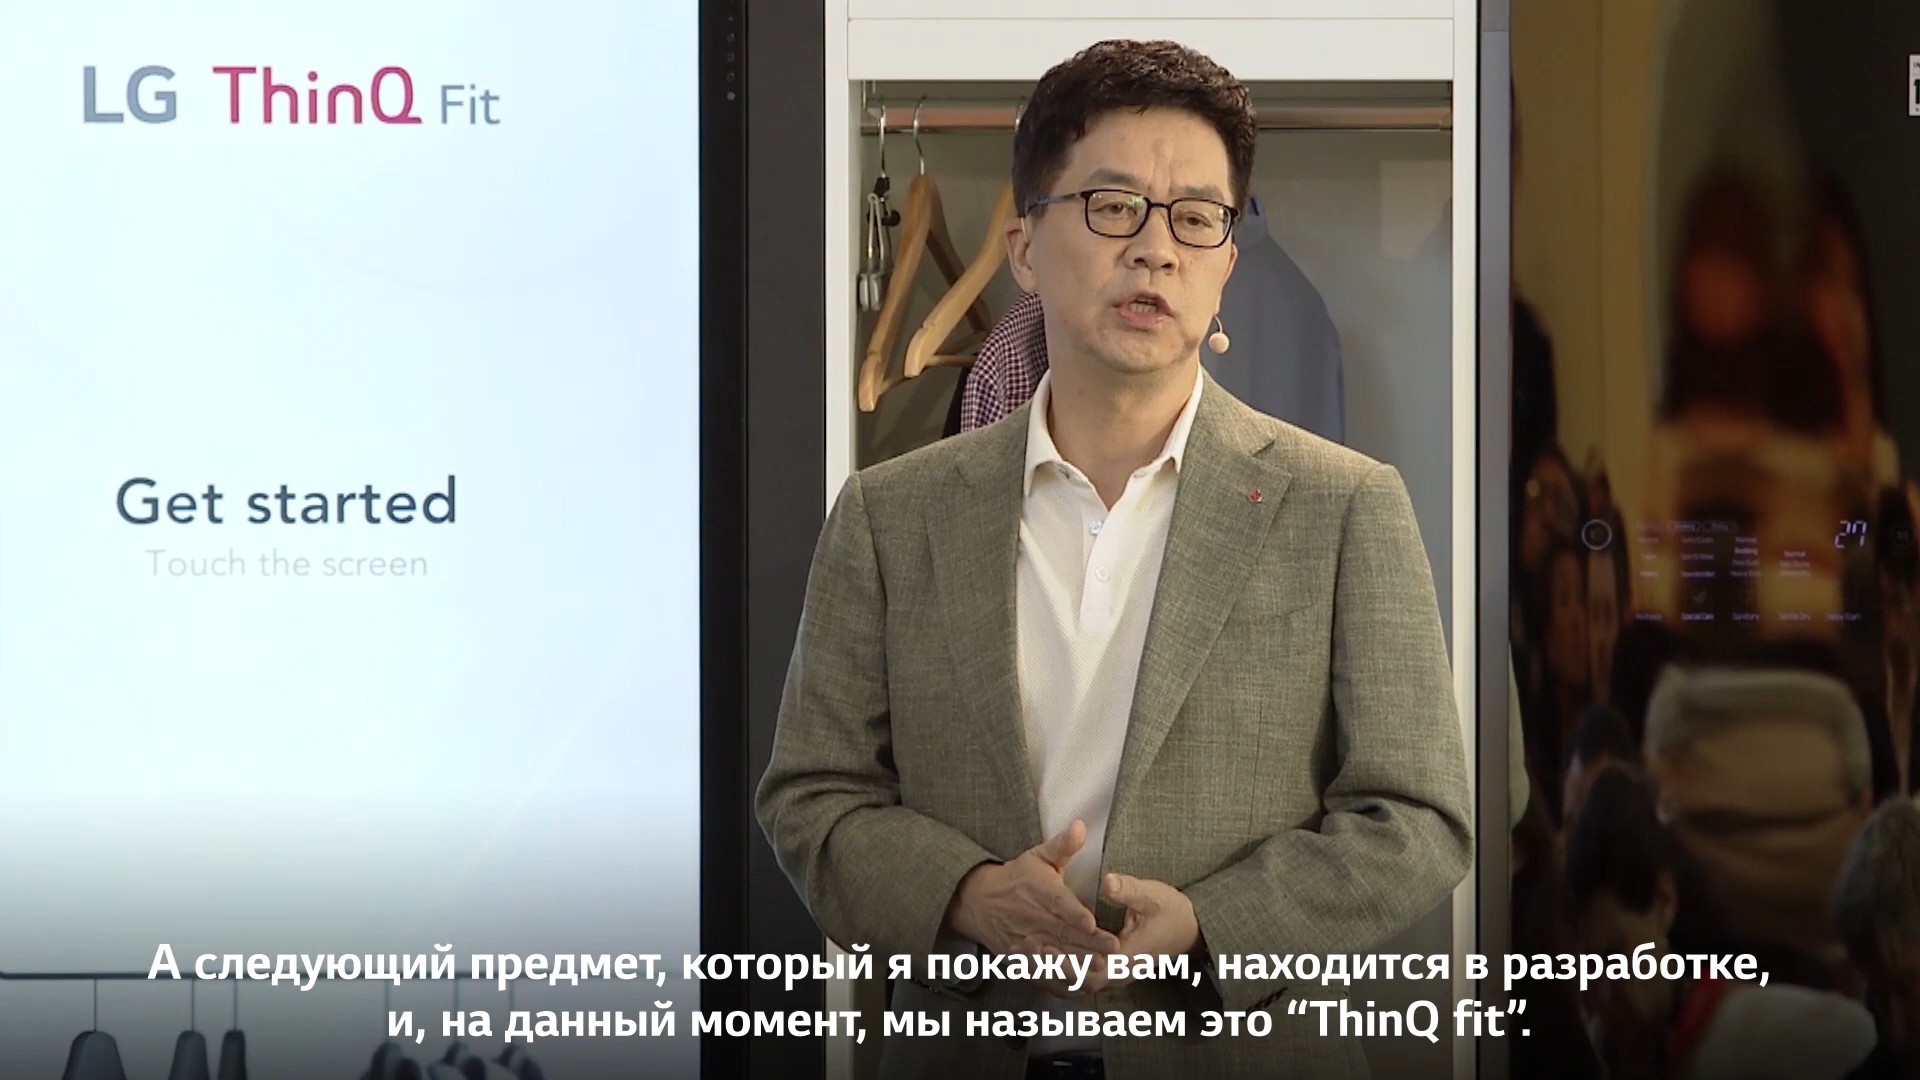 LG ThinQ Fit
Get started
Touch the screen
27
А следующий предмет, который я покажу вам, находится в разработке,
и, на данный момент, мы называем это “ThinQ fit”.